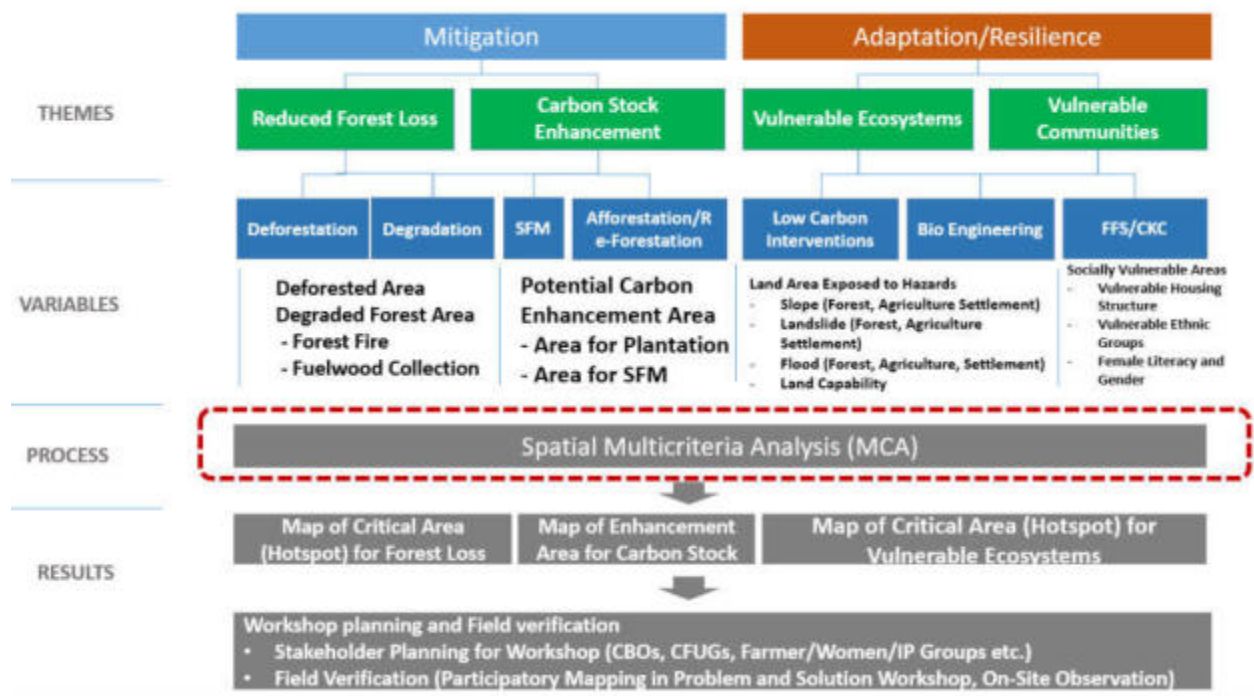 Mitigation
Adaptation/Resilience
THEMES
Reduced Forest Loss
Carbon Stock
Enhancement
Vulnerable Ecosystems
Vulnerable
Communities
VARIABLES
Deforestation
Degradation
SFM
Afforestation/R
e-Forestation
Low Carbon
Interventions
Bio Engineering
FFS/CKC
Deforested Area
Degraded Forest Area
- Forest Fire
- Fuelwood Collection
Potential Carbon
Enhancement Area
- Area for Plantation
- Area for SFM
Land Area Exposed to Hazards
- Slope (Forest, Agriculture Settlement)
- Landslide (Forest, Agriculture
Settlement)
- Flood (Forest, Agriculture, Settlement)
- Land Capability
Socially Vulnerable Areas
- Vulnerable Housing
Structure
- Vulnerable Ethnic
Groups
- Female Literacy and
Gender
PROCESS
Spatial Multicriteria Analysis (MCA)
RESULTS
Map of Critical Area
(Hotspot) for Forest Loss
Map of Enhancement
Area for Carbon Stock
Map of Critical Area (Hotspot) for
Vulnerable Ecosystems
Workshop planning and Field verification
• Stakeholder Planning for Workshop (CBOs, CFUGs, Farmer/Women/IP Groups etc.)
• Field Verification (Participatory Mapping in Problem and Solution Workshop, On-Site Observation)